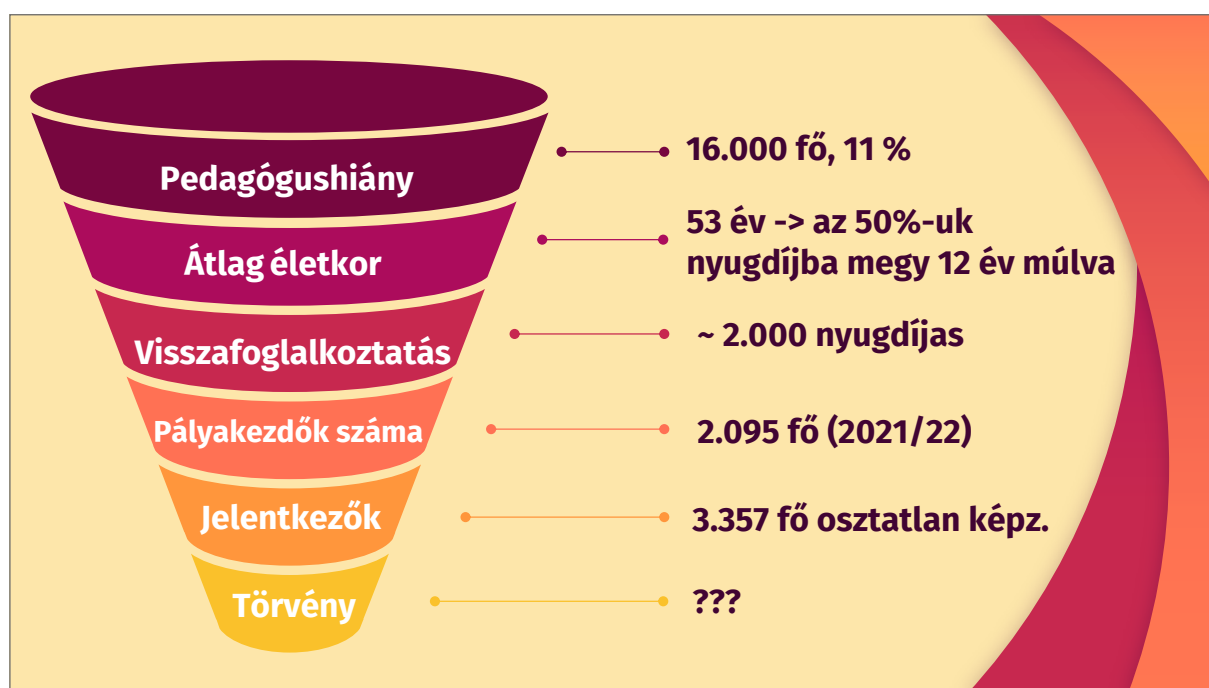 Pedagógushiány
16.000 fő, 11 %
Átlag életkor
53 év -> az 50%-uk
nyugdíjba megy 12 év múlva
Visszafoglalkoztatás
~ 2.000 nyugdíjas
Pályakezdők száma
2.095 fő (2021/22)
Jelentkezők
3.357 fő osztatlan képz.
Törvény
???